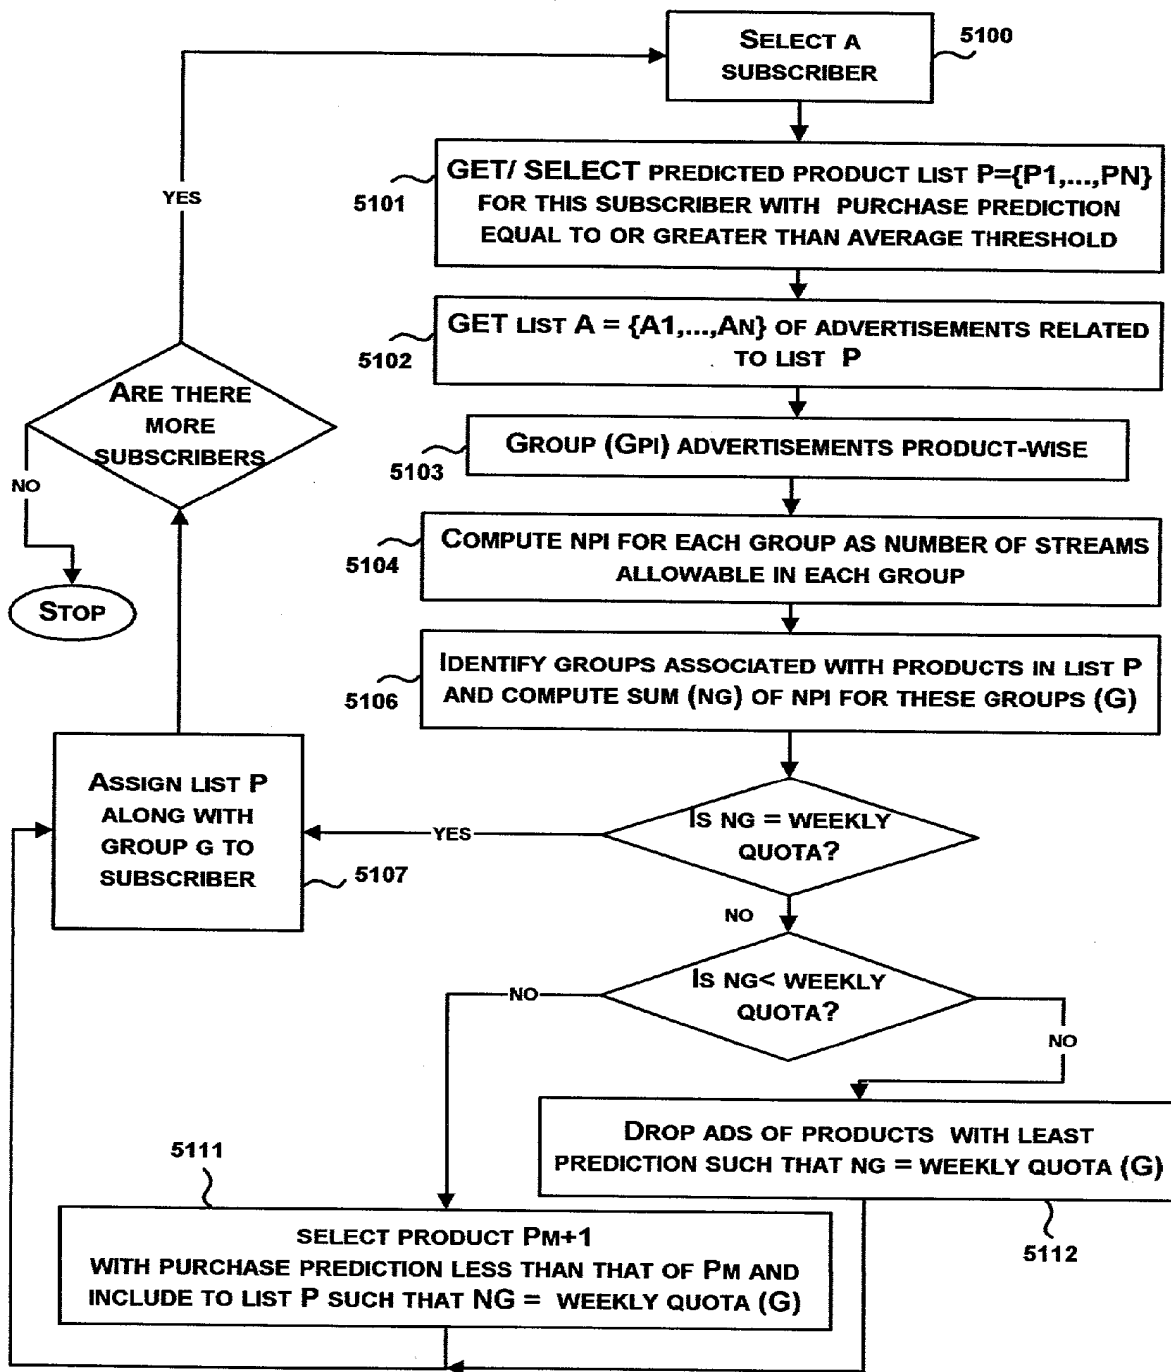 SELECT A
SUBSCRIBER
5100
GET/ SELECT PREDICTED PRODUCT LIST P={P1,...,PN}
FOR THIS SUBSCRIBER WITH PURCHASE PREDICTION
EQUAL TO OR GREATER THAN AVERAGE THRESHOLD
5101
YES
GET LIST A = {A1,...,AN} OF ADVERTISEMENTS RELATED
TO LIST P
5102
ARE THERE
MORE
SUBSCRIBERS
GROUP (GPI) ADVERTISEMENTS PRODUCT-WISE
5103
NO
COMPUTE NPI FOR EACH GROUP AS NUMBER OF STREAMS
ALLOWABLE IN EACH GROUP
5104
STOP
IDENTIFY GROUPS ASSOCIATED WITH PRODUCTS IN LIST P
AND COMPUTE SUM (NG) OF NPI FOR THESE GROUPS (G)
5106
ASSIGN LIST P
ALONG WITH
GROUP G TO
SUBSCRIBER
5107
YES
IS NG = WEEKLY
QUOTA?
NO
IS NG< WEEKLY
QUOTA?
NO
NO
DROP ADS OF PRODUCTS WITH LEAST
PREDICTION SUCH THAT NG = WEEKLY QUOTA (G)
5112
5111
SELECT PRODUCT PM+1
WITH PURCHASE PREDICTION LESS THAN THAT OF PM AND
INCLUDE TO LIST P SUCH THAT NG = WEEKLY QUOTA (G)